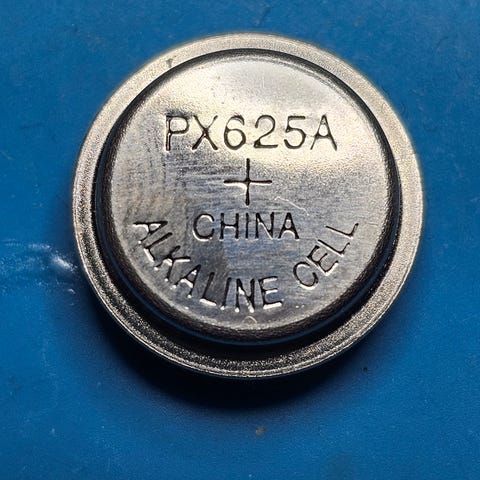 PX625A
+
CHINA
ALKALINE CELL